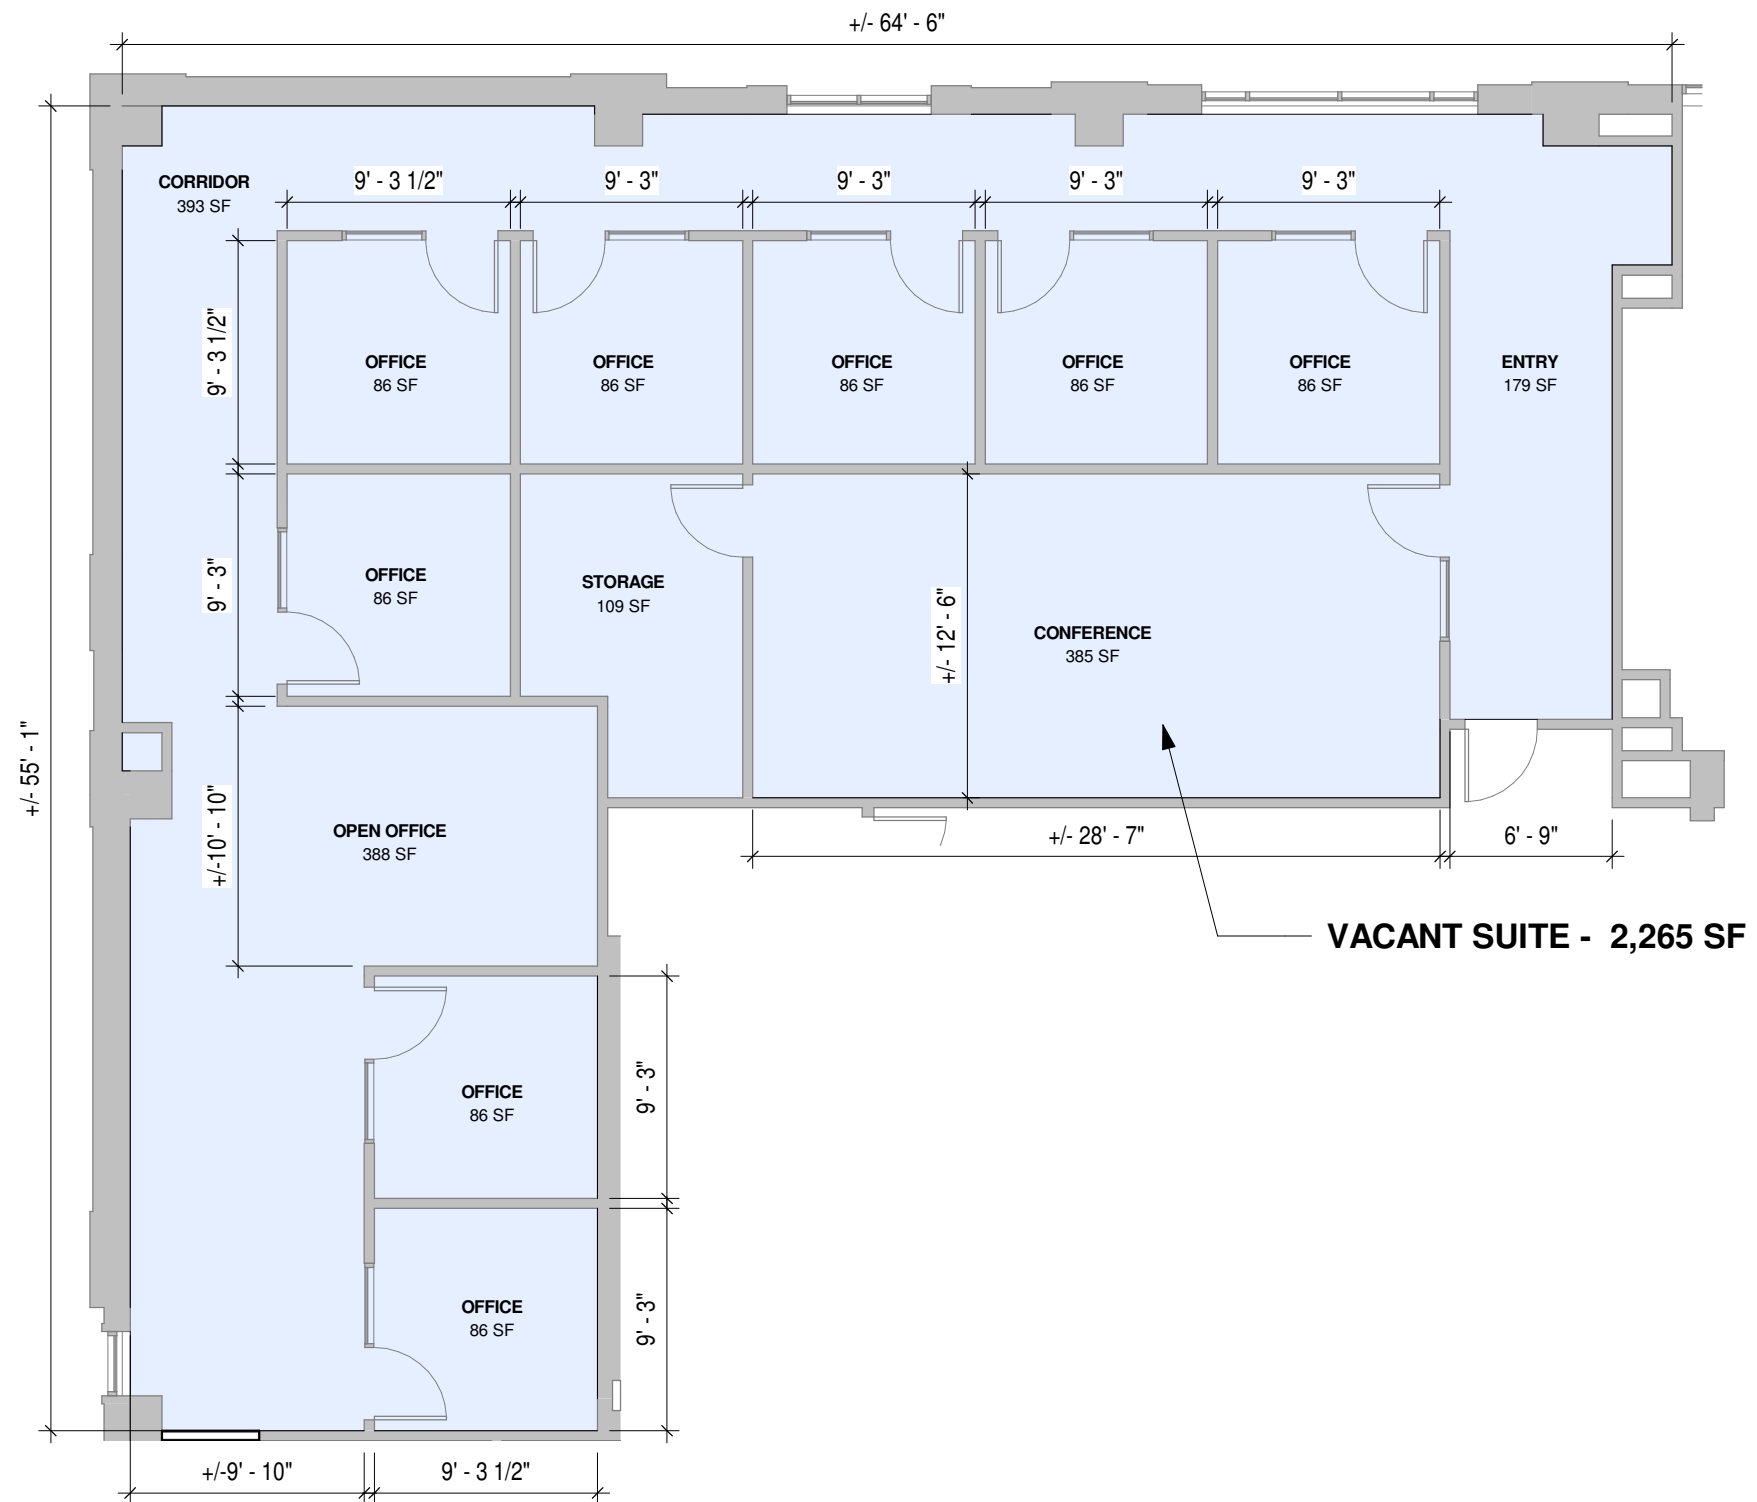 +/- 64' - 6"
CORRIDOR
393 SF
9' - 3 1/2"
9' - 3"
9' - 3"
9' - 3"
9' - 3"
9' - 3 1/2"
OFFICE
86 SF
OFFICE
86 SF
OFFICE
86 SF
OFFICE
86 SF
OFFICE
86 SF
ENTRY
179 SF
9' - 3"
OFFICE
86 SF
STORAGE
109 SF
+/- 12' - 6"
CONFERENCE
385 SF
+/- 55' - 1"
+/-10' - 10"
OPEN OFFICE
388 SF
+/- 28' - 7"
6' - 9"
VACANT SUITE - 2,265 SF
OFFICE
86 SF
9' - 3"
OFFICE
86 SF
9' - 3"
+/-9' - 10"
9' - 3 1/2"